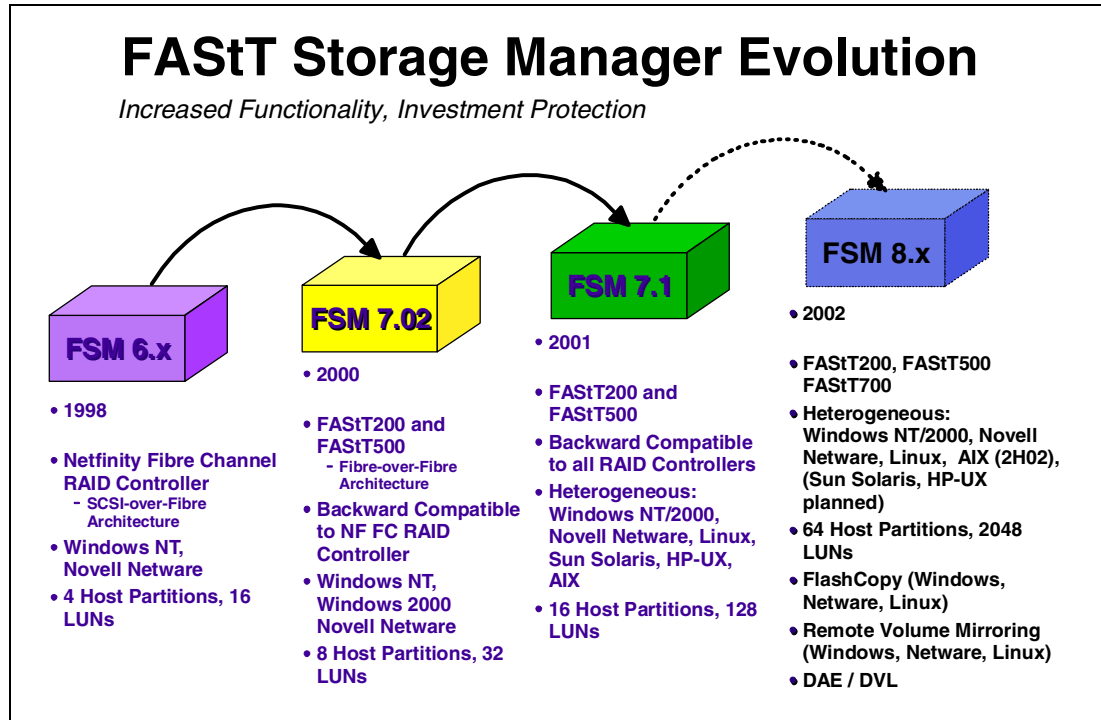 FAStT Storage Manager Evolution
Increased Functionality, Investment Protection
FSM 6.x
• 1998
• Netfinity Fibre Channel
RAID Controller
- SCSI-over-Fibre
Architecture
• Windows NT,
Novell Netware
• 4 Host Partitions, 16
LUNs
FSM 7.02
• 2000
• FAStT200 and
FAStT500
- Fibre-over-Fibre
Architecture
• Backward Compatible
to NF FC RAID
Controller
• Windows NT,
Windows 2000
Novell Netware
• 8 Host Partitions, 32
LUNs
FSM 7.1
• 2001
• FAStT200 and
FAStT500
• Backward Compatible
to all RAID Controllers
• Heterogeneous:
Windows NT/2000,
Novell Netware, Linux,
Sun Solaris, HP-UX,
AIX
• 16 Host Partitions, 128
LUNs
FSM 8.x
• 2002
• FAStT200, FAStT500
FAStT700
• Heterogeneous:
Windows NT/2000, Novell
Netware, Linux, AIX (2H02),
(Sun Solaris, HP-UX
planned)
• 64 Host Partitions, 2048
LUNs
• FlashCopy (Windows,
Netware, Linux)
• Remote Volume Mirroring
(Windows, Netware, Linux)
• DAE / DVL